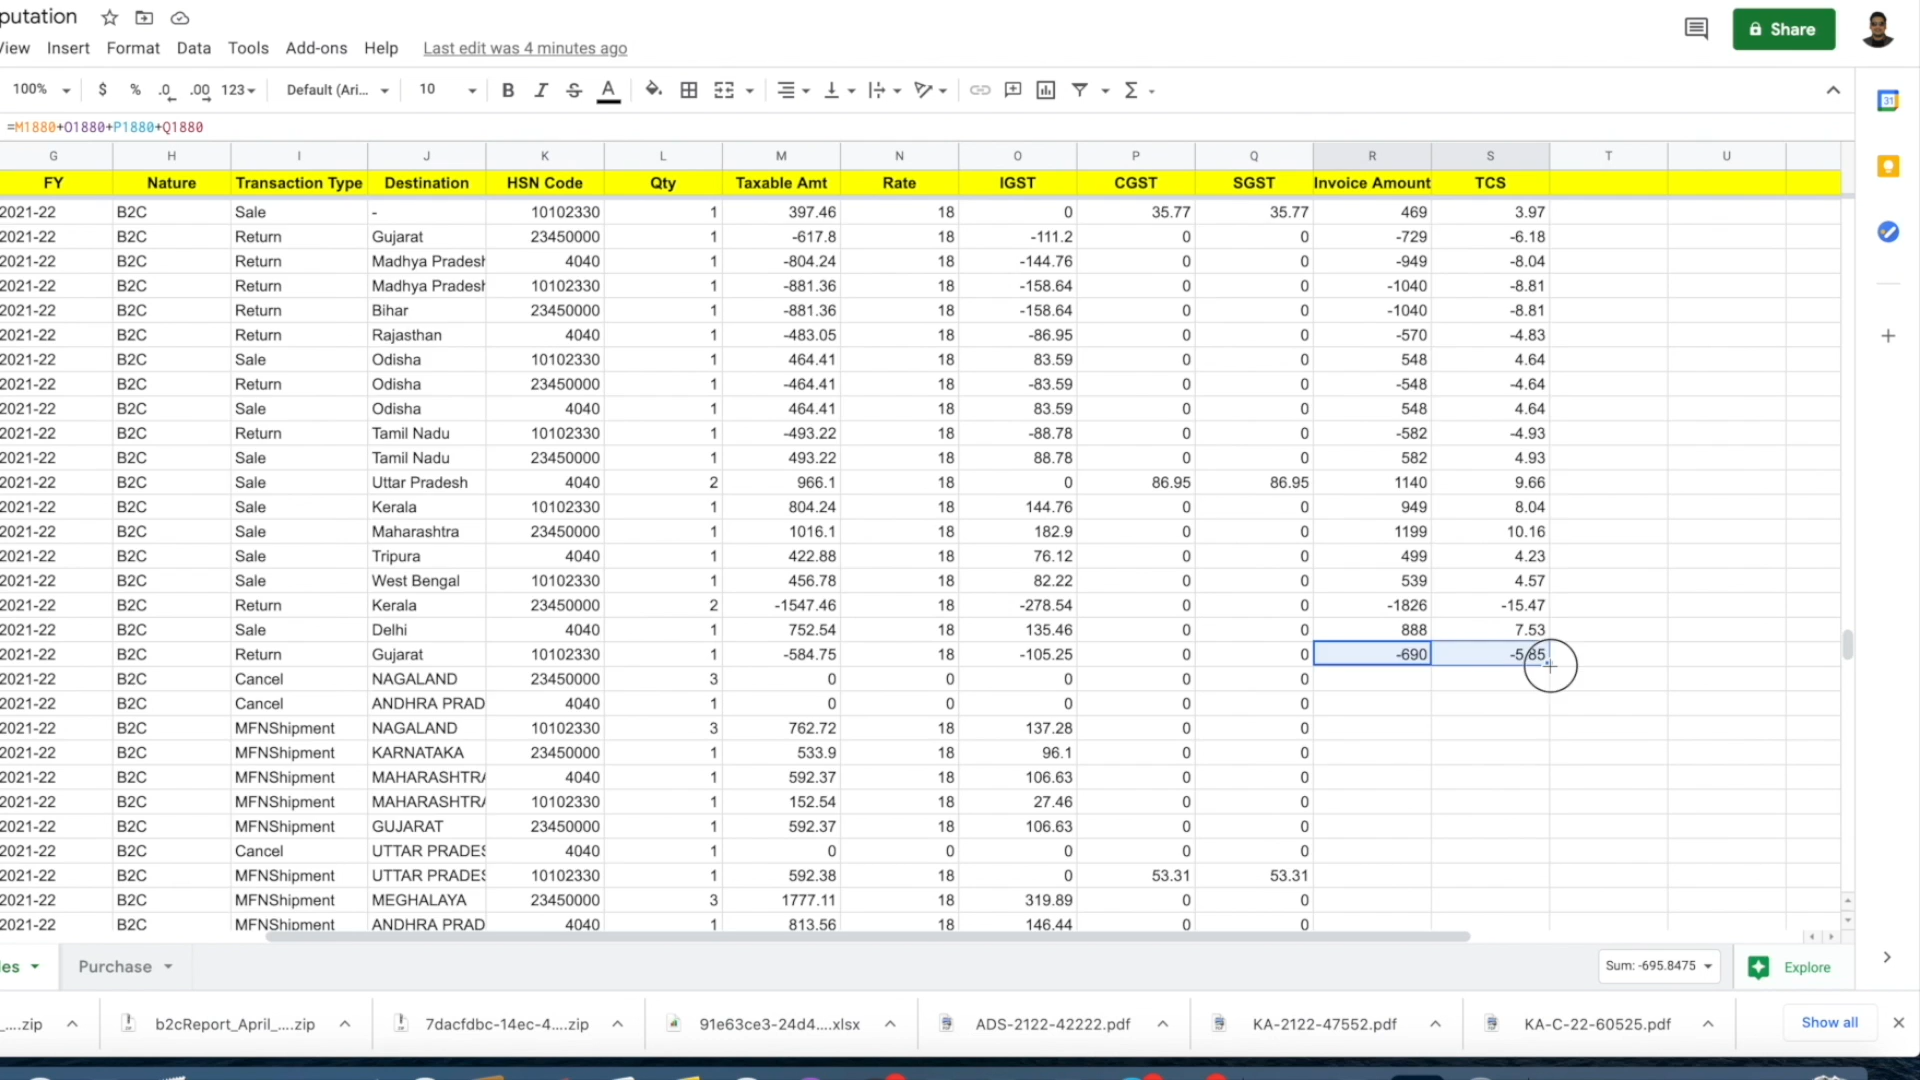 putation
View Insert Format Data Tools Add-ons Help Last edit was 4 minutes ago
Share
100% $ % .0 .00 123 Default (Ari... 10 B I S A
=M1880+O1880+P1880+Q1880
G H I J K L M N O P Q R S T U
FY Nature Transaction Type Destination HSN Code Qty Taxable Amt Rate IGST CGST SGST Invoice Amount TCS
2021-22 B2C Sale - 10102330 1 397.46 18 0 35.77 35.77 469 3.97
2021-22 B2C Return Gujarat 23450000 1 -617.8 18 -111.2 0 0 -729 -6.18
2021-22 B2C Return Madhya Pradesh 4040 1 -804.24 18 -144.76 0 0 -949 -8.04
2021-22 B2C Return Madhya Pradesh 10102330 1 -881.36 18 -158.64 0 0 -1040 -8.81
2021-22 B2C Return Bihar 23450000 1 -881.36 18 -158.64 0 0 -1040 -8.81
2021-22 B2C Return Rajasthan 4040 1 -483.05 18 -86.95 0 0 -570 -4.83
2021-22 B2C Sale Odisha 10102330 1 464.41 18 83.59 0 0 548 4.64
2021-22 B2C Return Odisha 23450000 1 -464.41 18 -83.59 0 0 -548 -4.64
2021-22 B2C Sale Odisha 4040 1 464.41 18 83.59 0 0 548 4.64
2021-22 B2C Return Tamil Nadu 10102330 1 -493.22 18 -88.78 0 0 -582 -4.93
2021-22 B2C Sale Tamil Nadu 23450000 1 493.22 18 88.78 0 0 582 4.93
2021-22 B2C Sale Uttar Pradesh 4040 2 966.1 18 0 86.95 86.95 1140 9.66
2021-22 B2C Sale Kerala 10102330 1 804.24 18 144.76 0 0 949 8.04
2021-22 B2C Sale Maharashtra 23450000 1 1016.1 18 182.9 0 0 1199 10.16
2021-22 B2C Sale Tripura 4040 1 422.88 18 76.12 0 0 499 4.23
2021-22 B2C Sale West Bengal 10102330 1 456.78 18 82.22 0 0 539 4.57
2021-22 B2C Return Kerala 23450000 2 -1547.46 18 -278.54 0 0 -1826 -15.47
2021-22 B2C Sale Delhi 4040 1 752.54 18 135.46 0 0 888 7.53
2021-22 B2C Return Gujarat 10102330 1 -584.75 18 -105.25 0 0 -690 -5.85
2021-22 B2C Cancel NAGALAND 23450000 3 0 0 0 0 0
2021-22 B2C Cancel ANDHRA PRAD 4040 1 0 0 0 0 0
2021-22 B2C MFNShipment NAGALAND 10102330 3 762.72 18 137.28 0 0
2021-22 B2C MFNShipment KARNATAKA 23450000 1 533.9 18 96.1 0 0
2021-22 B2C MFNShipment MAHARASHTRA 4040 1 592.37 18 106.63 0 0
2021-22 B2C MFNShipment MAHARASHTRA 10102330 1 152.54 18 27.46 0 0
2021-22 B2C MFNShipment GUJARAT 23450000 1 592.37 18 106.63 0 0
2021-22 B2C Cancel UTTAR PRADES 4040 1 0 0 0 0 0
2021-22 B2C MFNShipment UTTAR PRADES 10102330 1 592.38 18 0 53.31 53.31
2021-22 B2C MFNShipment MEGHALAYA 23450000 3 1777.11 18 319.89 0 0
2021-22 B2C MFNShipment ANDHRA PRAD 4040 1 813.56 18 146.44 0 0
les Purchase Sum: -695.8475 Explore
_....zip b2cReport_April_....zip 7dacfdbc-14ec-4....zip 91e63ce3-24d4....xlsx ADS-2122-42222.pdf KA-2122-47552.pdf KA-C-22-60525.pdf Show all